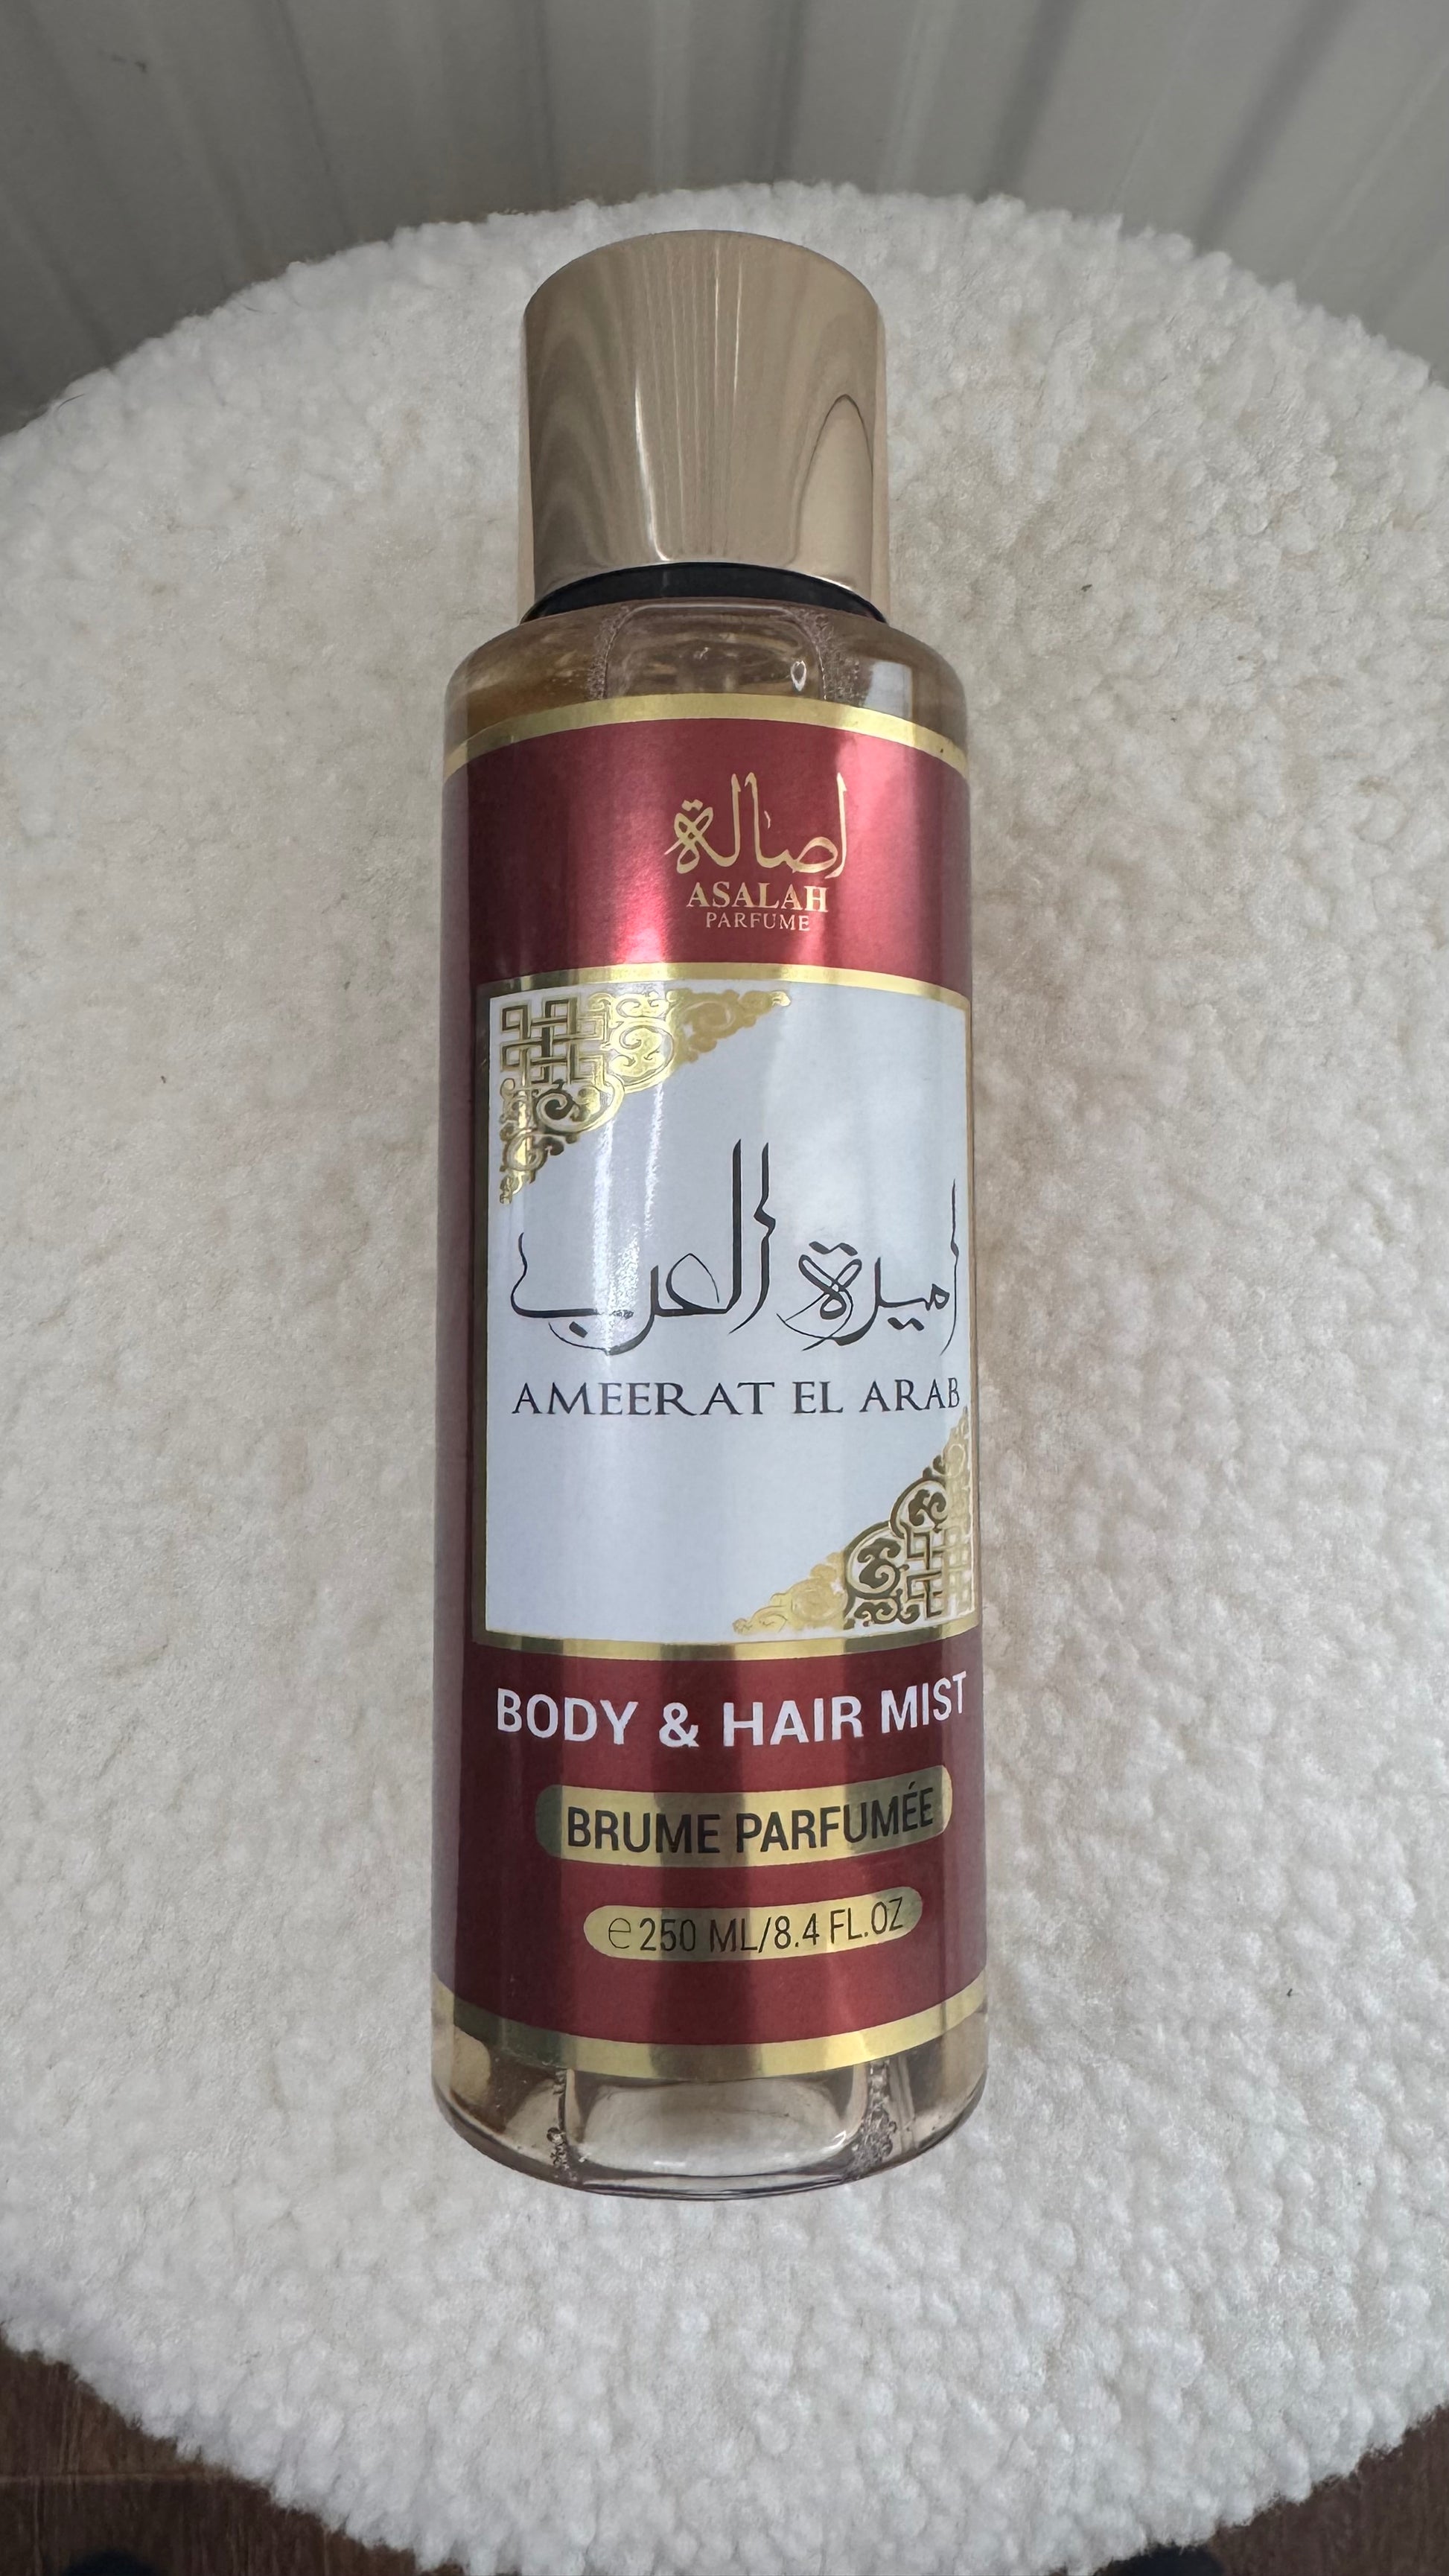 اصالة
ASALAH
PARFUME
اميرة العرب
AMEERAT EL ARAB
BODY & HAIR MIST
BRUME PARFUMÉE
℮250 ML/8.4 FL.OZ